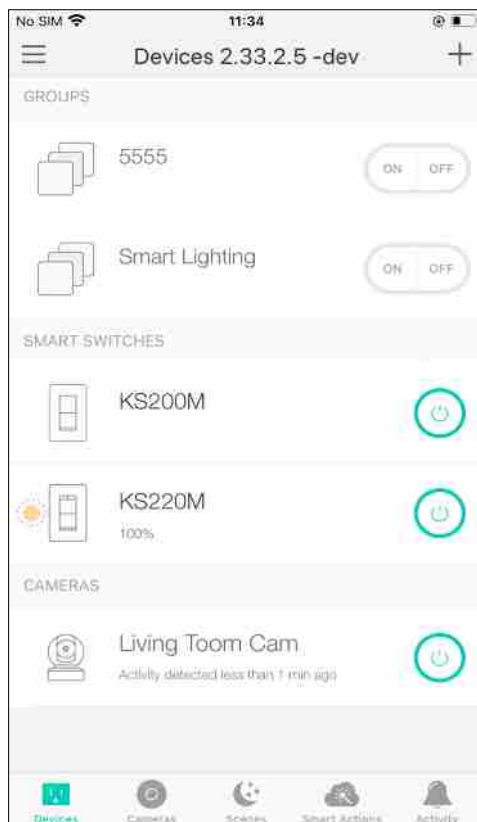 No SIM 11:34
Devices 2.33.2.5 -dev
GROUPS
5555
ON OFF
Smart Lighting
ON OFF
SMART SWITCHES
KS200M
KS220M
100%
CAMERAS
Living Toom Cam
Activity detected less than 1 min ago
Devices Cameras Scenes Smart Actions Activity